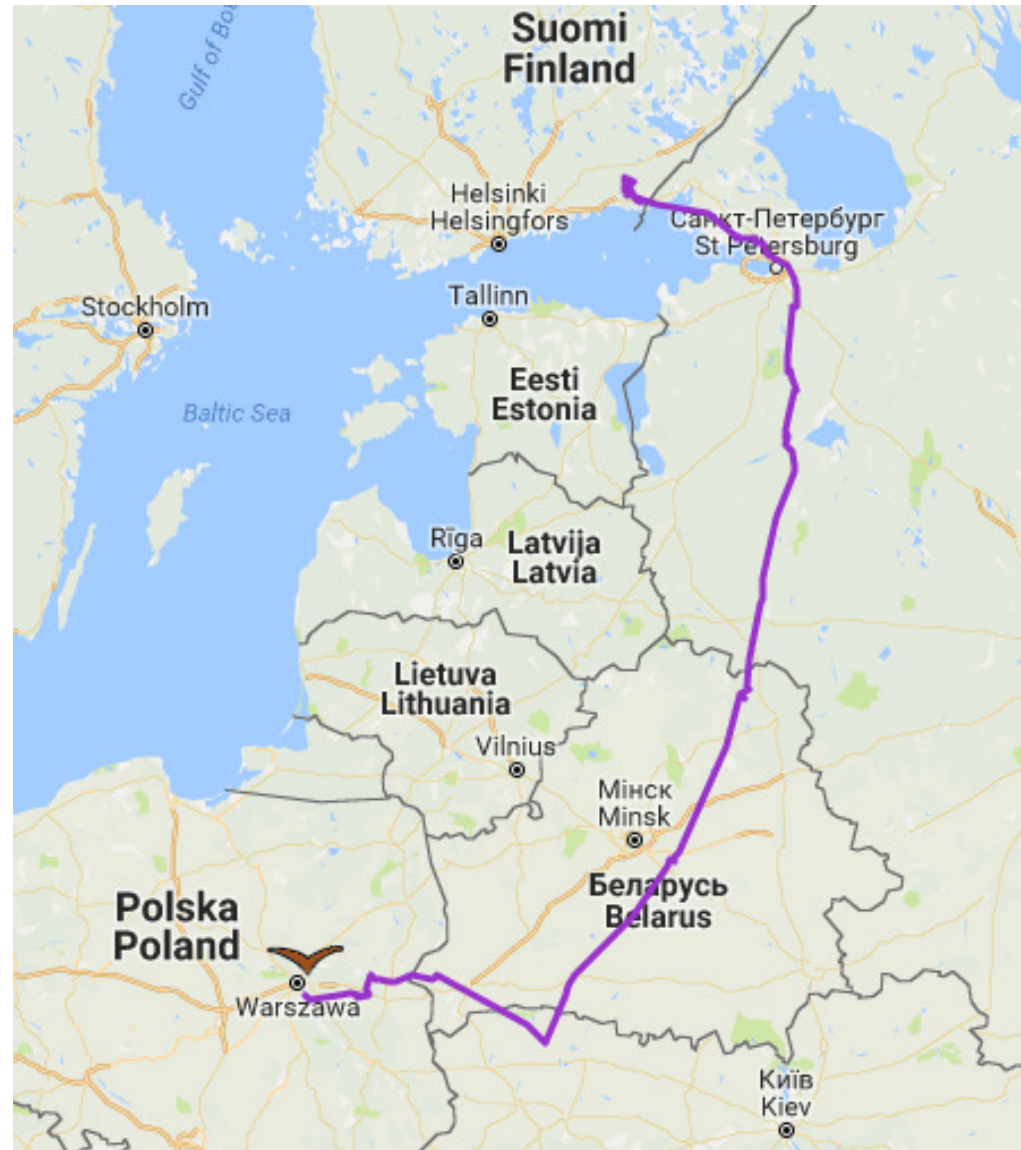 Suomi
Finland
Gulf of Bo
Helsinki
Helsingfors
Санкт-Петербург
St Petersburg
Stockholm
Tallinn
Eesti
Estonia
Baltic Sea
Rīga
Latvija
Latvia
Lietuva
Lithuania
Vilnius
Мінск
Minsk
Беларусь
Belarus
Polska
Poland
Warszawa
Київ
Kiev